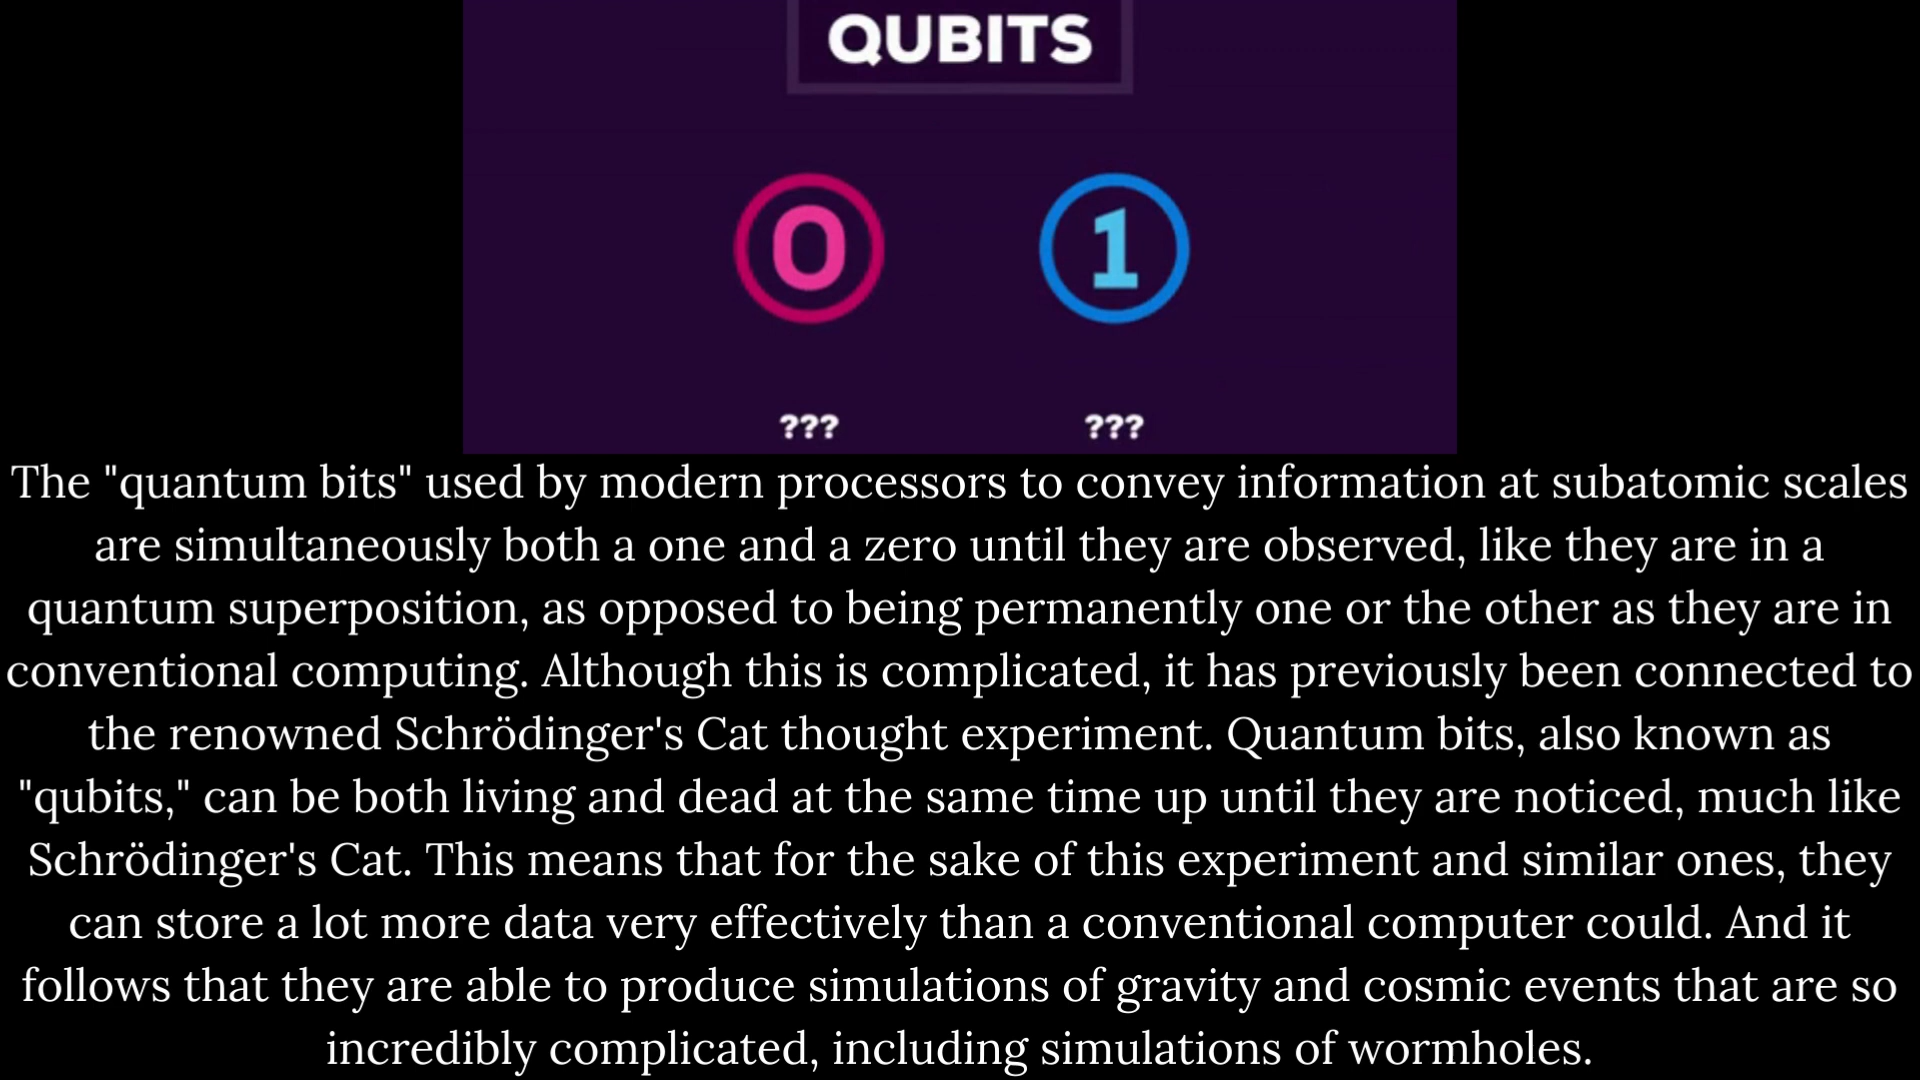 QUBITS
0 1
??? ???
The "quantum bits" used by modern processors to convey information at subatomic scales
are simultaneously both a one and a zero until they are observed, like they are in a
quantum superposition, as opposed to being permanently one or the other as they are in
conventional computing. Although this is complicated, it has previously been connected to
the renowned Schrödinger's Cat thought experiment. Quantum bits, also known as
"qubits," can be both living and dead at the same time up until they are noticed, much like
Schrödinger's Cat. This means that for the sake of this experiment and similar ones, they
can store a lot more data very effectively than a conventional computer could. And it
follows that they are able to produce simulations of gravity and cosmic events that are so
incredibly complicated, including simulations of wormholes.